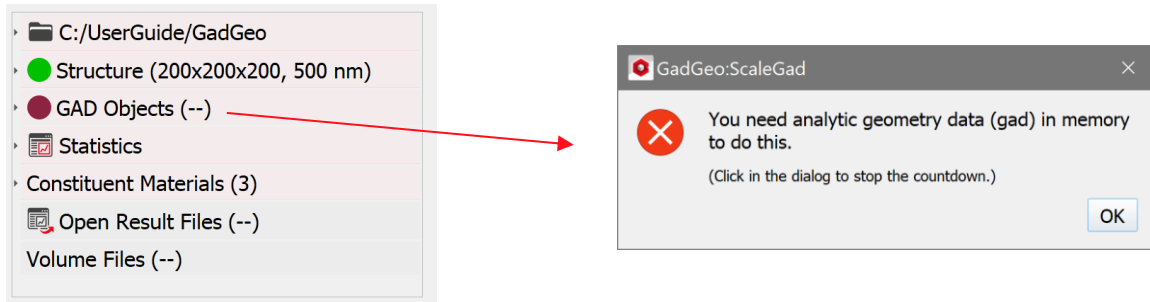 C:/UserGuide/GadGeo
Structure (200x200x200, 500 nm)
GAD Objects (--)
Statistics
Constituent Materials (3)
Open Result Files (--)
Volume Files (--)
GadGeo:ScaleGad
You need analytic geometry data (gad) in memory
to do this.
(Click in the dialog to stop the countdown.)
OK